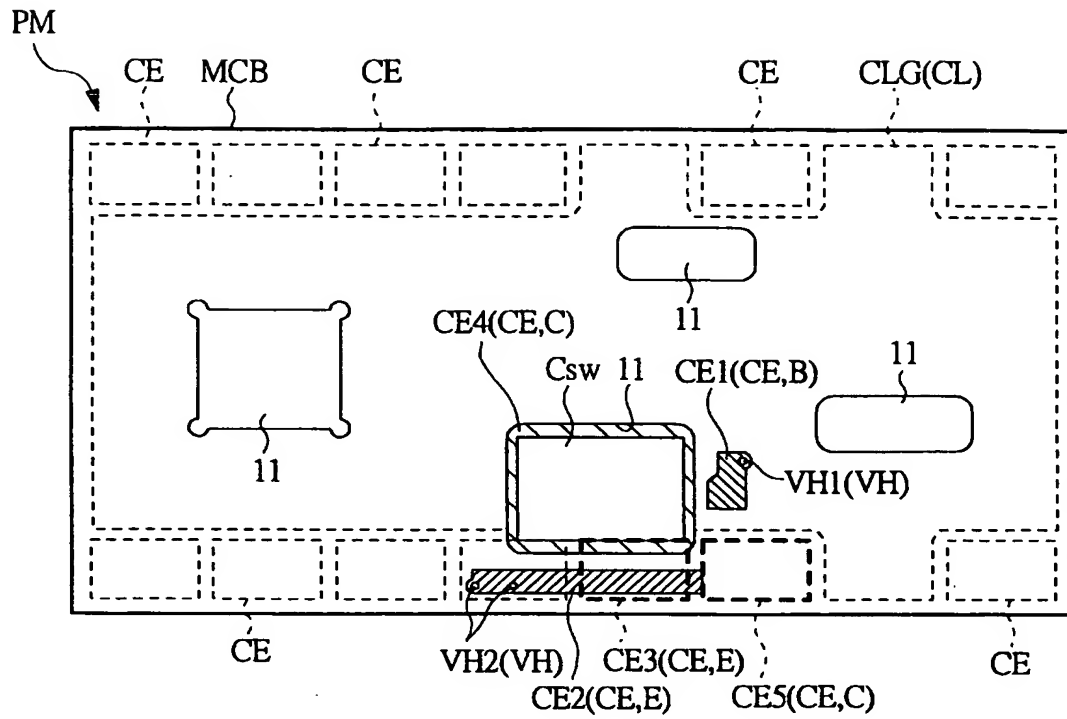 PM
CE MCB CE CE CLG(CL)
11
CE4(CE,C)
11
Csw 11 CE1(CE,B)
11
VH1(VH)
CE VH2(VH) CE3(CE,E) CE
CE2(CE,E) CE5(CE,C)